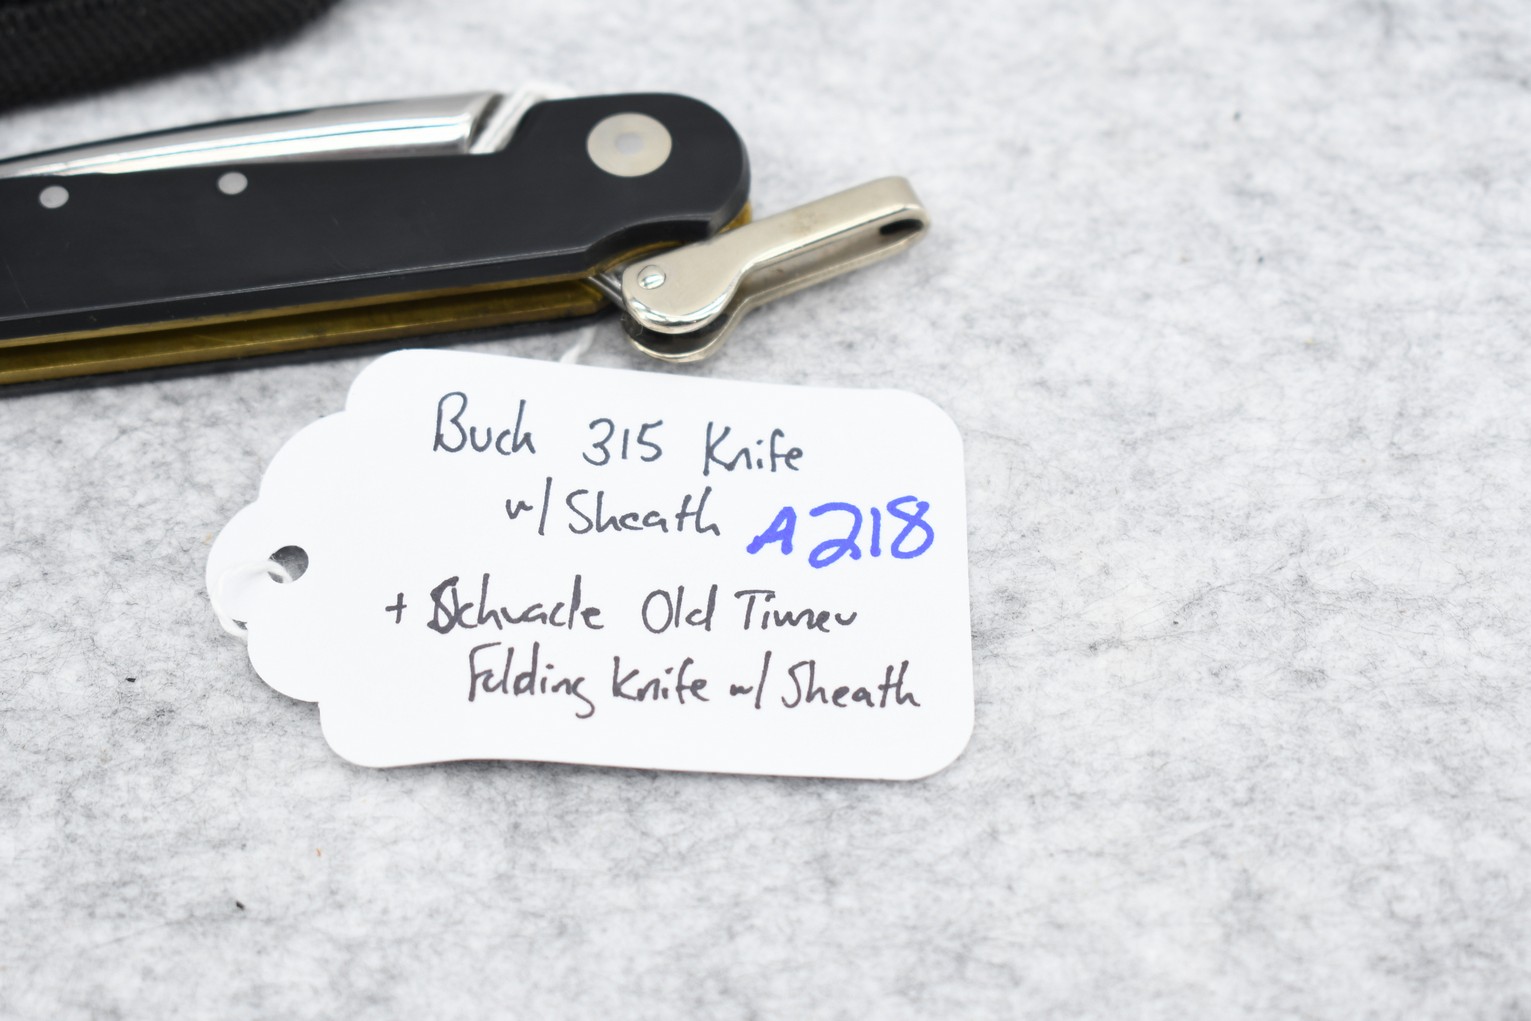 Buck 315 Knife
w/ Sheath A218
+ Schrade Old Timer
Folding Knife w/ Sheath